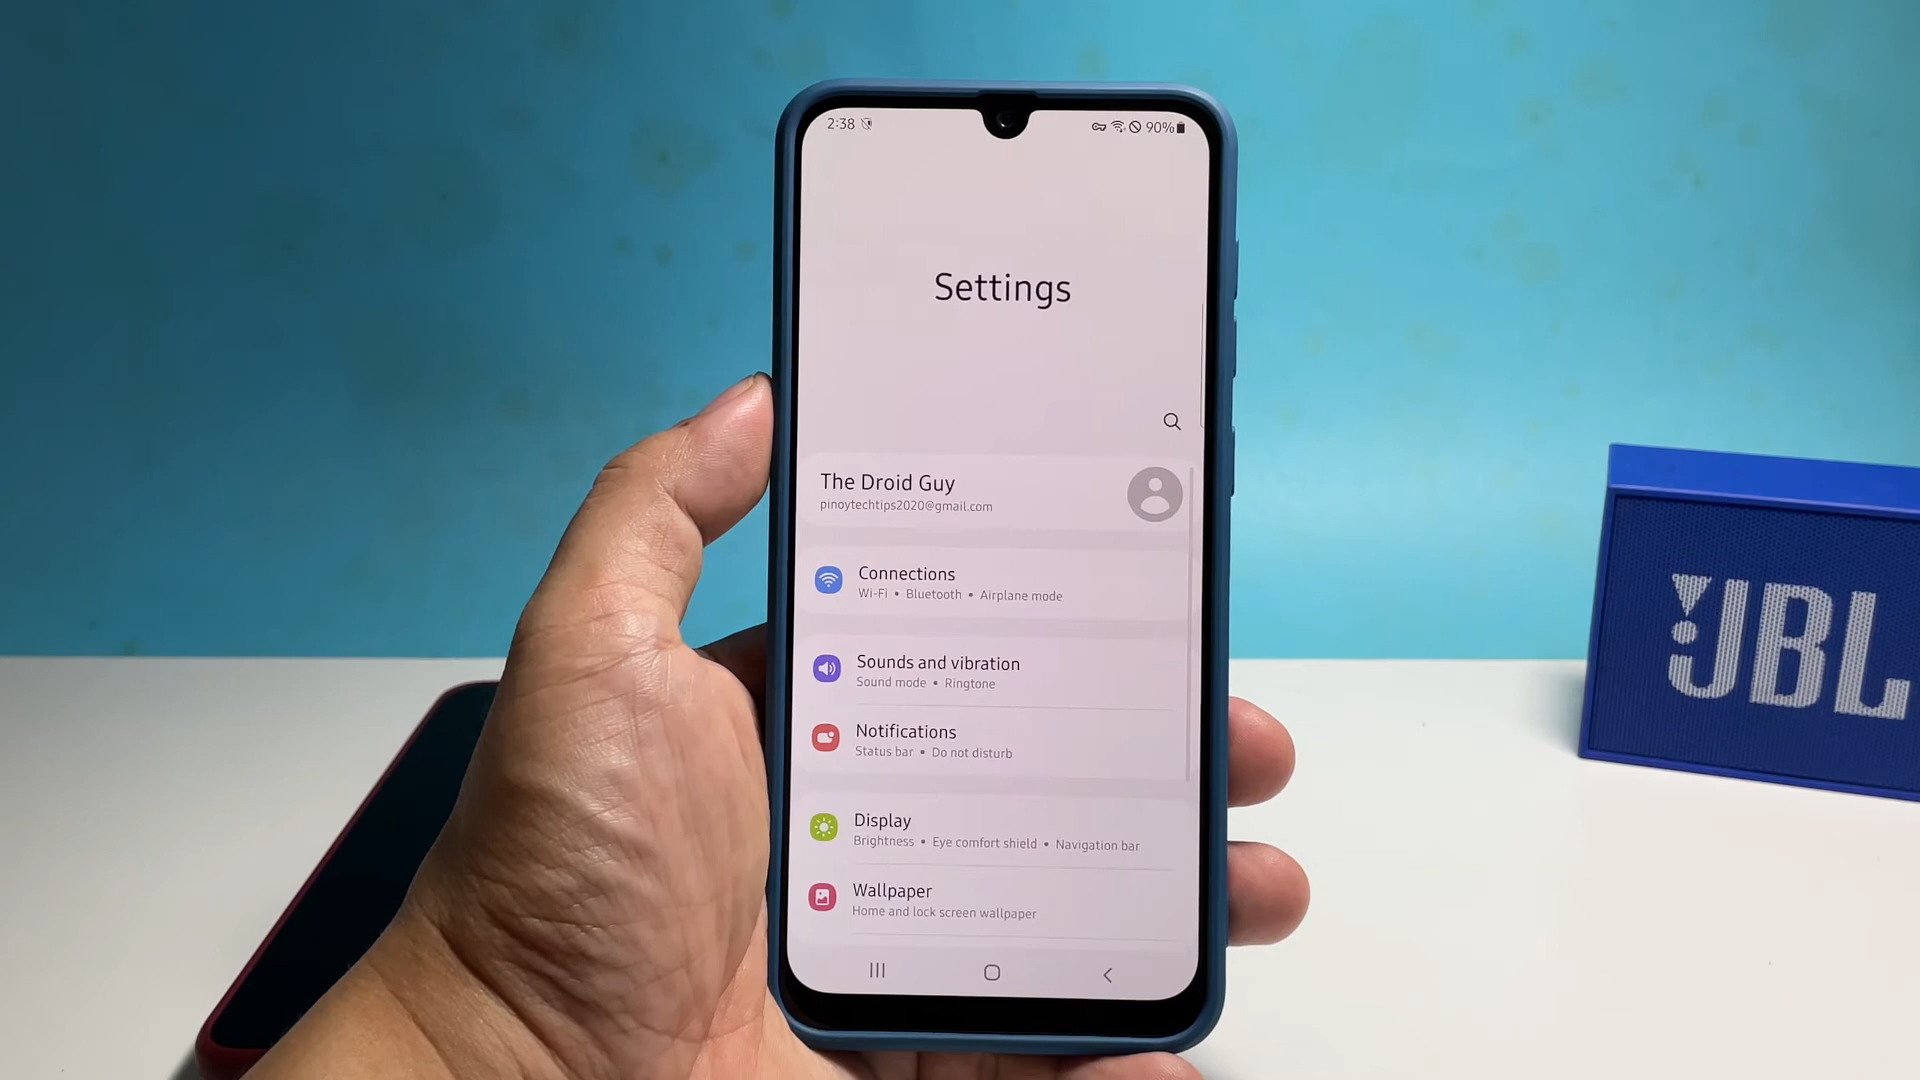 2:38
90%
Settings
The Droid Guy
pinoytechtips2020@gmail.com
Connections
Wi-Fi • Bluetooth • Airplane mode
Sounds and vibration
Sound mode • Ringtone
Notifications
Status bar • Do not disturb
Display
Brightness • Eye comfort shield • Navigation bar
Wallpaper
Home and lock screen wallpaper
JBL